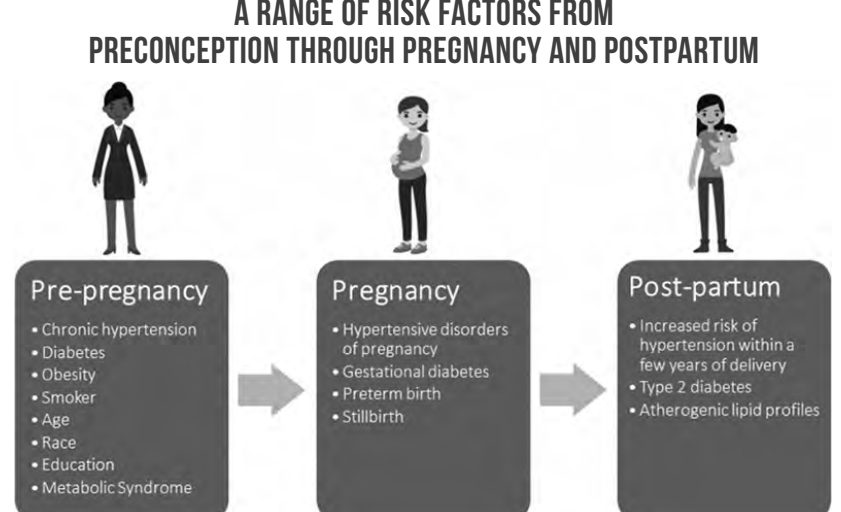 A RANGE OF RISK FACTORS FROM
PRECONCEPTION THROUGH PREGNANCY AND POSTPARTUM
Pre-pregnancy
• Chronic hypertension
• Diabetes
• Obesity
• Smoker
• Age
• Race
• Education
• Metabolic Syndrome
Pregnancy
• Hypertensive disorders
of pregnancy
• Gestational diabetes
• Preterm birth
• Stillbirth
Post-partum
• Increased risk of
hypertension within a
few years of delivery
• Type 2 diabetes
• Atherogenic lipid profiles